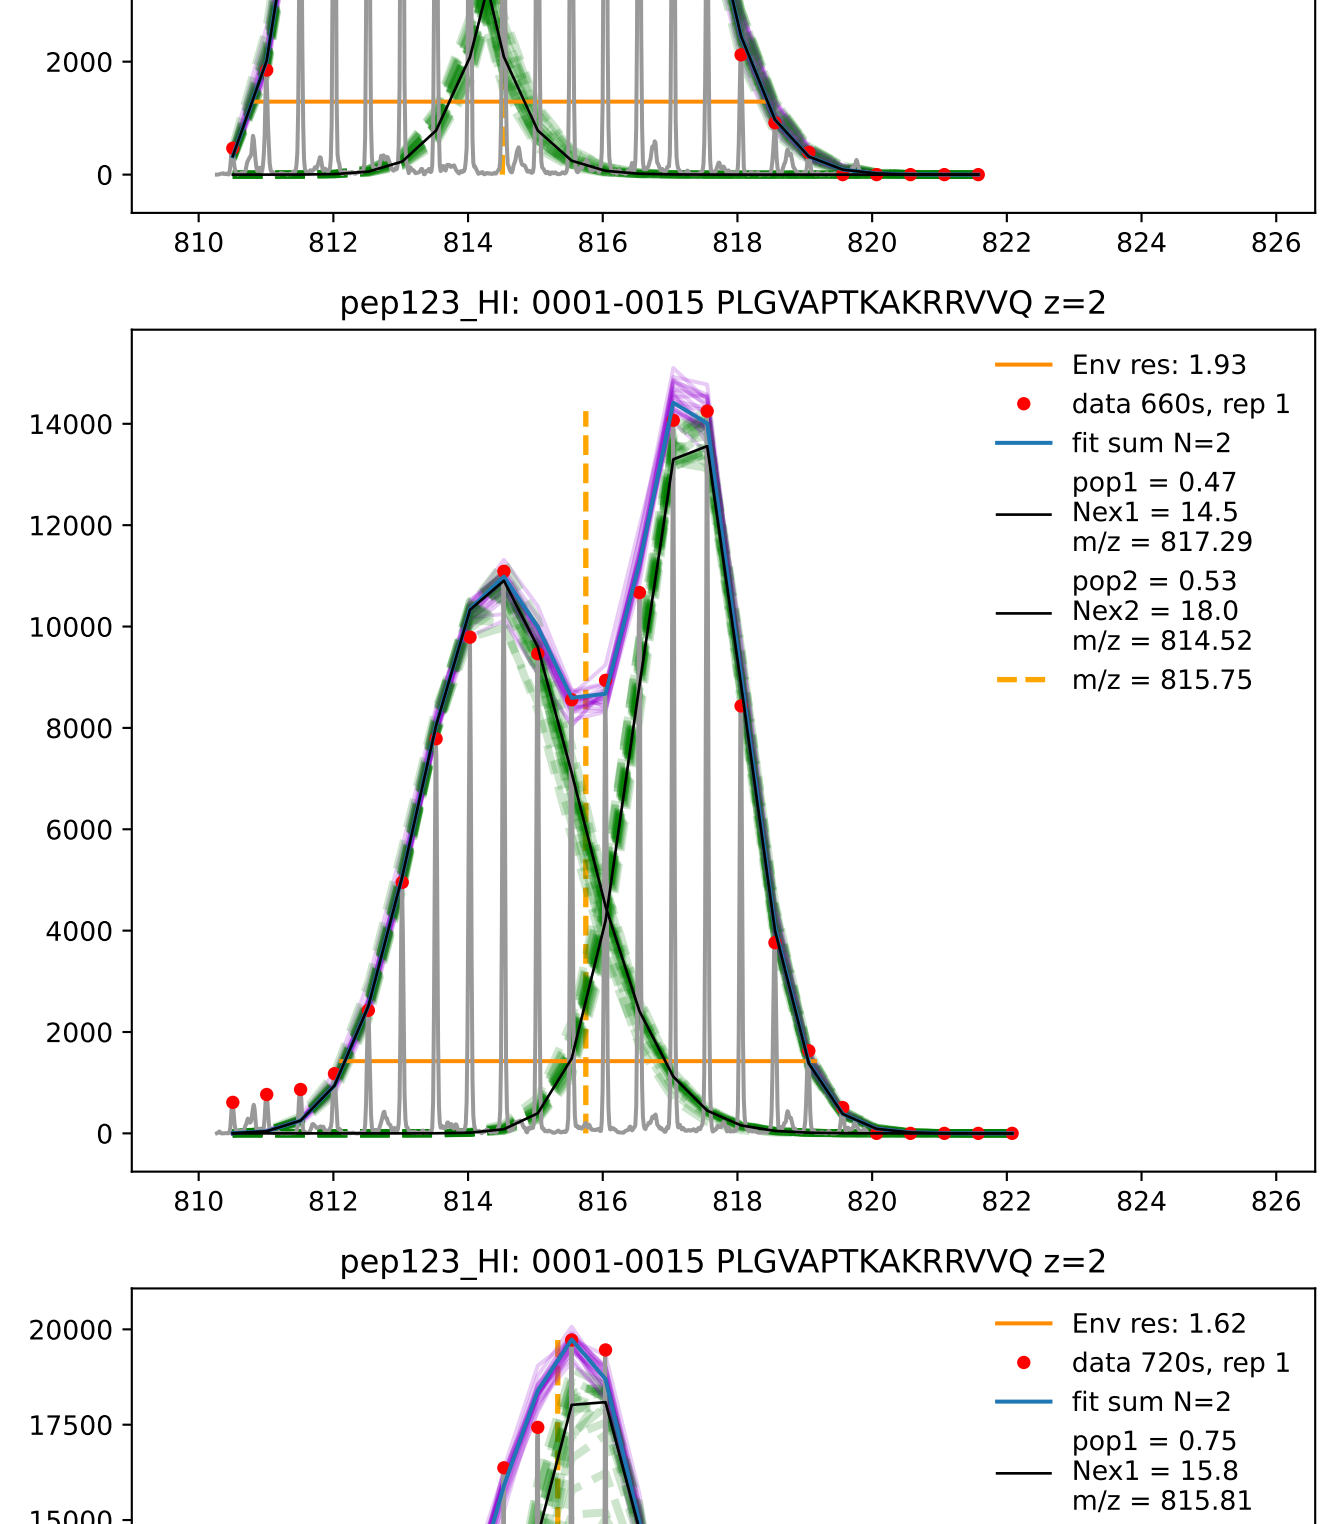 2000
0
810 812 814 816 818 820 822 824 826
pep123_HI: 0001-0015 PLGVAPTKAKRRVVQ z=2
14000
12000
10000
8000
6000
4000
2000
0
Env res: 1.93
data 660s, rep 1
fit sum N=2
pop1 = 0.47
Nex1 = 14.5
m/z = 817.29
pop2 = 0.53
Nex2 = 18.0
m/z = 814.52
m/z = 815.75
810 812 814 816 818 820 822 824 826
pep123_HI: 0001-0015 PLGVAPTKAKRRVVQ z=2
20000
17500
15000
Env res: 1.62
data 720s, rep 1
fit sum N=2
pop1 = 0.75
Nex1 = 15.8
m/z = 815.81